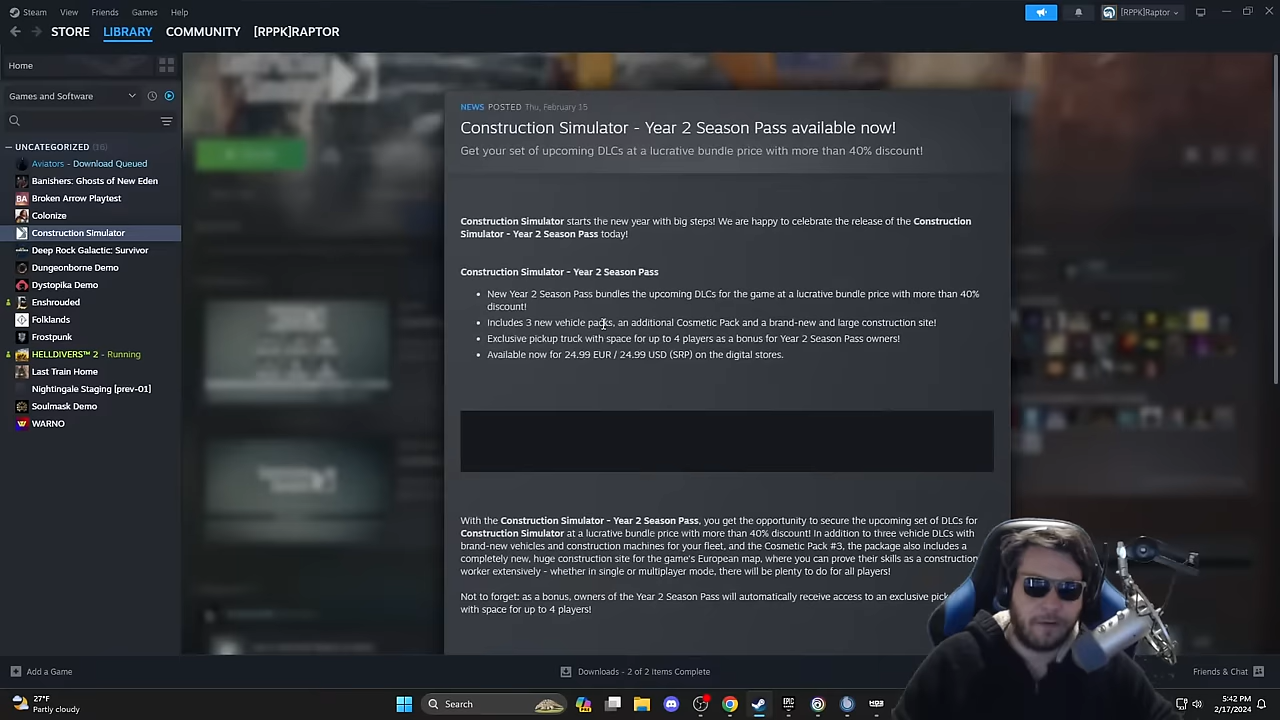 Steam View Friends Games Help
[RPPK]Raptor
STORE LIBRARY COMMUNITY [RPPK]RAPTOR
Home
Games and Software
UNCATEGORIZED (16)
Aviators - Download Queued
Banishers: Ghosts of New Eden
Broken Arrow Playtest
Colonize
Construction Simulator
Deep Rock Galactic: Survivor
Dungeonborne Demo
Dystopika Demo
Enshrouded
Folklands
Frostpunk
HELLDIVERS™ 2 - Running
Last Train Home
Nightingale Staging [prev-01]
Soulmask Demo
WARNO
NEWS POSTED Thu, February 15
Construction Simulator - Year 2 Season Pass available now!
Get your set of upcoming DLCs at a lucrative bundle price with more than 40% discount!
Construction Simulator starts the new year with big steps! We are happy to celebrate the release of the Construction
Simulator - Year 2 Season Pass today!
Construction Simulator - Year 2 Season Pass
• New Year 2 Season Pass bundles the upcoming DLCs for the game at a lucrative bundle price with more than 40%
discount!
• Includes 3 new vehicle packs, an additional Cosmetic Pack and a brand-new and large construction site!
• Exclusive pickup truck with space for up to 4 players as a bonus for Year 2 Season Pass owners!
• Available now for 24.99 EUR / 24.99 USD (SRP) on the digital stores.
With the Construction Simulator - Year 2 Season Pass, you get the opportunity to secure the upcoming set of DLCs for
Construction Simulator at a lucrative bundle price with more than 40% discount! In addition to three vehicle DLCs with
brand-new vehicles and construction machines for your fleet, and the Cosmetic Pack #3, the package also includes a
completely new, huge construction site for the game's European map, where you can prove their skills as a construction
worker extensively - whether in single or multiplayer mode, there will be plenty to do for all players!
Not to forget: as a bonus, owners of the Year 2 Season Pass will automatically receive access to an exclusive
with space for up to 4 players!
Add a Game
Downloads - 2 of 2 Items Complete
Friends & Chat
27°F
Partly cloudy
Search
5:42 PM
2/17/2024